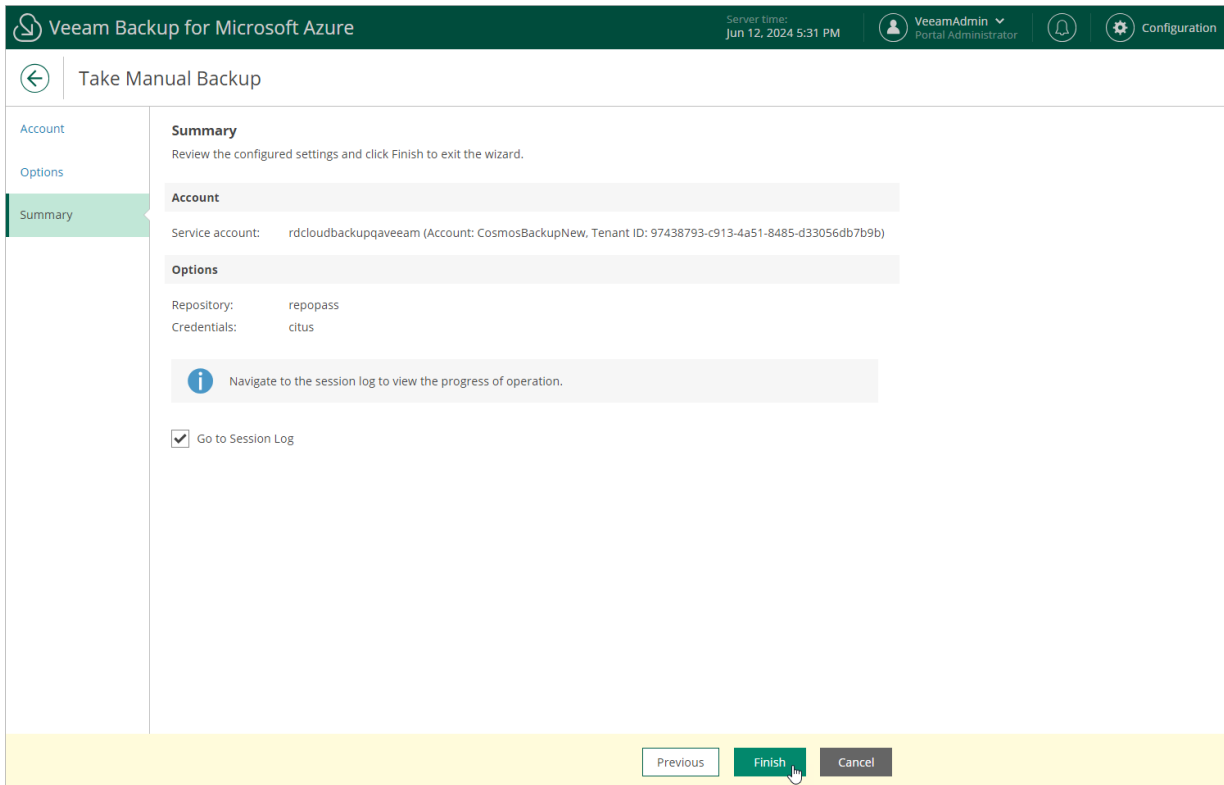 Veeam Backup for Microsoft Azure
Server time:
Jun 12, 2024 5:31 PM
VeeamAdmin
Portal Administrator
Configuration
Take Manual Backup
Account
Options
Summary
Summary
Review the configured settings and click Finish to exit the wizard.
Account
Service account: rdcloudbackupqaveeam (Account: CosmosBackupNew, Tenant ID: 97438793-c913-4a51-8485-d33056db7b9b)
Options
Repository: repopass
Credentials: citus
Navigate to the session log to view the progress of operation.
Go to Session Log
Previous Finish Cancel